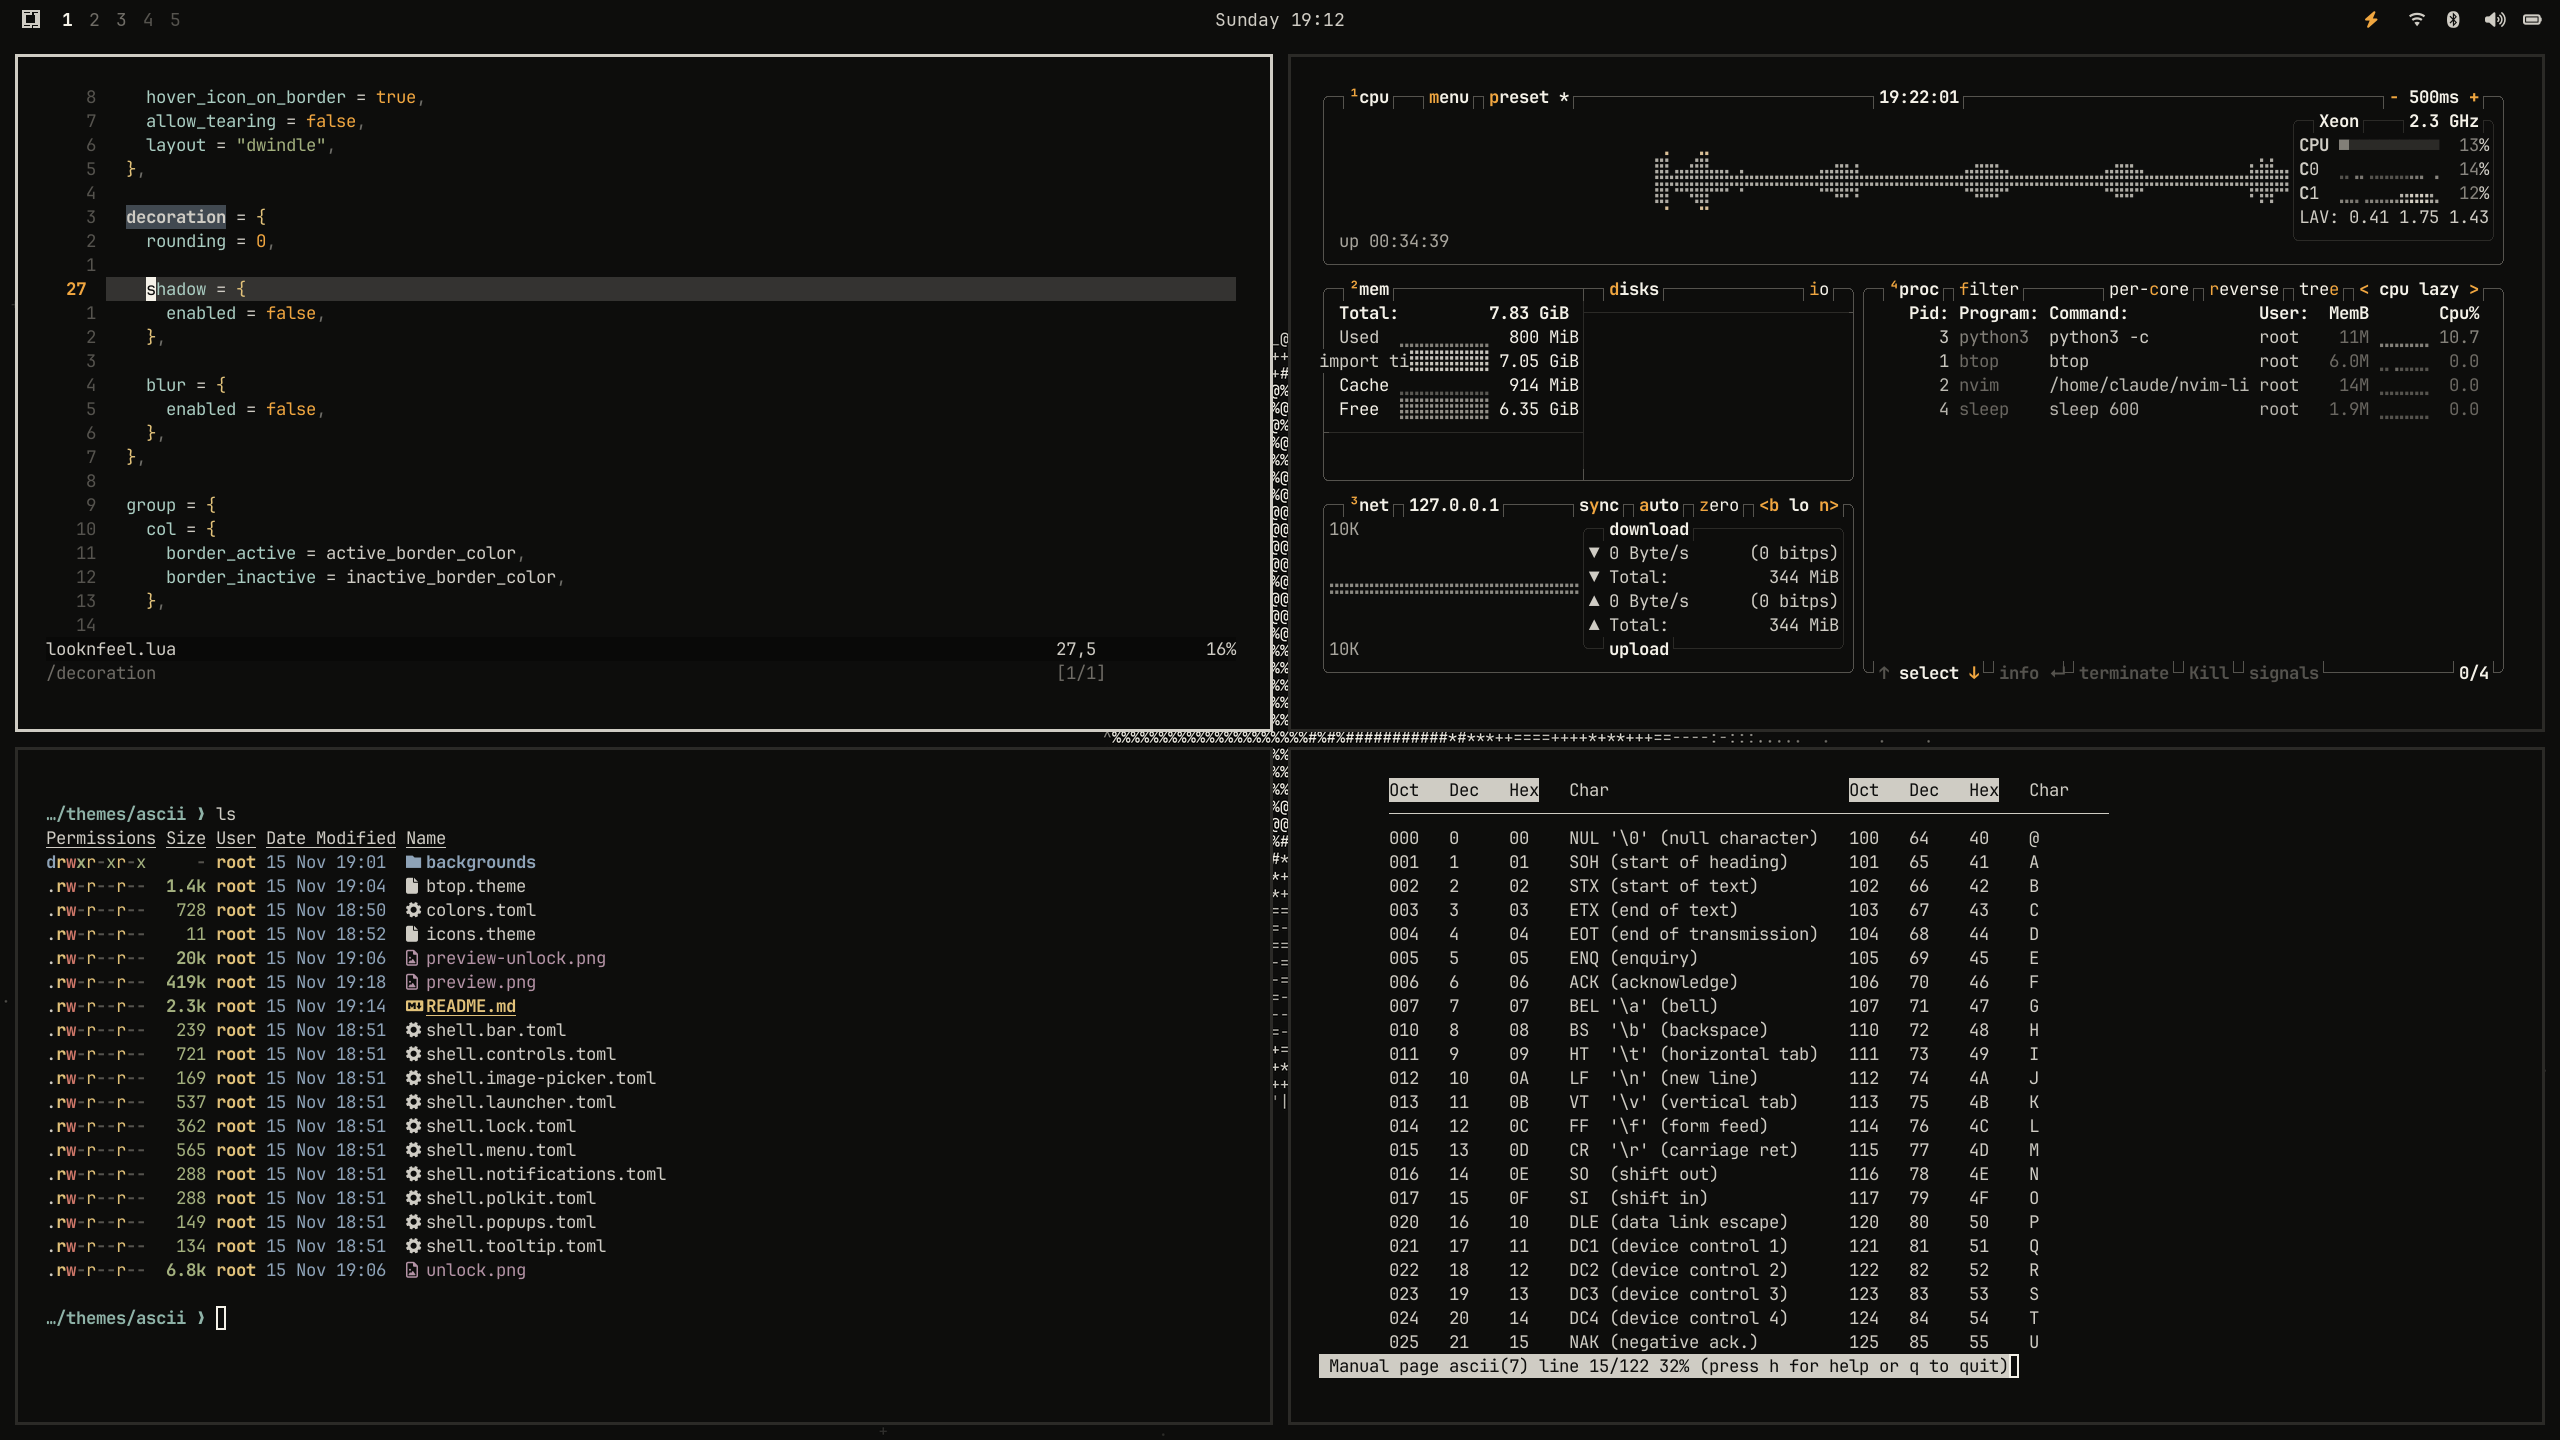 1 2 3 4 5
Sunday 19:12
8 hover_icon_on_border = true,
7 allow_tearing = false,
6 layout = "dwindle",
5 },
4
3 decoration = {
2 rounding = 0,
1
27 shadow = {
1 enabled = false,
2 },
3
4 blur = {
5 enabled = false,
6 },
7 },
8
9 group = {
10 col = {
11 border_active = active_border_color,
12 border_inactive = inactive_border_color,
13 },
14
looknfeel.lua 27,5 16%
/decoration [1/1]
1cpu menu preset * 19:22:01 - 500ms +
Xeon 2.3 GHz
CPU 13%
C0 14%
C1 12%
LAV: 0.41 1.75 1.43
up 00:34:39
2mem disks io
Total: 7.83 GiB
Used 800 MiB
import ti 7.05 GiB
Cache 914 MiB
Free 6.35 GiB
3net 127.0.0.1 sync auto zero <b lo n>
10K download
▼ 0 Byte/s (0 bitps)
▼ Total: 344 MiB
▲ 0 Byte/s (0 bitps)
▲ Total: 344 MiB
10K upload
4proc filter per-core reverse tree < cpu lazy >
Pid: Program: Command: User: MemB Cpu%
3 python3 python3 -c root 11M 10.7
1 btop btop root 6.0M 0.0
2 nvim /home/claude/nvim-li root 14M 0.0
4 sleep sleep 600 root 1.9M 0.0
↑ select ↓ info ↵ terminate Kill signals 0/4
…/themes/ascii ❯ ls
Permissions Size User Date Modified Name
drwxr-xr-x - root 15 Nov 19:01 backgrounds
.rw-r--r-- 1.4k root 15 Nov 19:04 btop.theme
.rw-r--r-- 728 root 15 Nov 18:50 colors.toml
.rw-r--r-- 11 root 15 Nov 18:52 icons.theme
.rw-r--r-- 20k root 15 Nov 19:06 preview-unlock.png
.rw-r--r-- 419k root 15 Nov 19:18 preview.png
.rw-r--r-- 2.3k root 15 Nov 19:14 README.md
.rw-r--r-- 239 root 15 Nov 18:51 shell.bar.toml
.rw-r--r-- 721 root 15 Nov 18:51 shell.controls.toml
.rw-r--r-- 169 root 15 Nov 18:51 shell.image-picker.toml
.rw-r--r-- 537 root 15 Nov 18:51 shell.launcher.toml
.rw-r--r-- 362 root 15 Nov 18:51 shell.lock.toml
.rw-r--r-- 565 root 15 Nov 18:51 shell.menu.toml
.rw-r--r-- 288 root 15 Nov 18:51 shell.notifications.toml
.rw-r--r-- 288 root 15 Nov 18:51 shell.polkit.toml
.rw-r--r-- 149 root 15 Nov 18:51 shell.popups.toml
.rw-r--r-- 134 root 15 Nov 18:51 shell.tooltip.toml
.rw-r--r-- 6.8k root 15 Nov 19:06 unlock.png
…/themes/ascii ❯
Oct Dec Hex Char Oct Dec Hex Char
000 0 00 NUL '\0' (null character) 100 64 40 @
001 1 01 SOH (start of heading) 101 65 41 A
002 2 02 STX (start of text) 102 66 42 B
003 3 03 ETX (end of text) 103 67 43 C
004 4 04 EOT (end of transmission) 104 68 44 D
005 5 05 ENQ (enquiry) 105 69 45 E
006 6 06 ACK (acknowledge) 106 70 46 F
007 7 07 BEL '\a' (bell) 107 71 47 G
010 8 08 BS '\b' (backspace) 110 72 48 H
011 9 09 HT '\t' (horizontal tab) 111 73 49 I
012 10 0A LF '\n' (new line) 112 74 4A J
013 11 0B VT '\v' (vertical tab) 113 75 4B K
014 12 0C FF '\f' (form feed) 114 76 4C L
015 13 0D CR '\r' (carriage ret) 115 77 4D M
016 14 0E SO (shift out) 116 78 4E N
017 15 0F SI (shift in) 117 79 4F O
020 16 10 DLE (data link escape) 120 80 50 P
021 17 11 DC1 (device control 1) 121 81 51 Q
022 18 12 DC2 (device control 2) 122 82 52 R
023 19 13 DC3 (device control 3) 123 83 53 S
024 20 14 DC4 (device control 4) 124 84 54 T
025 21 15 NAK (negative ack.) 125 85 55 U
Manual page ascii(7) line 15/122 32% (press h for help or q to quit)